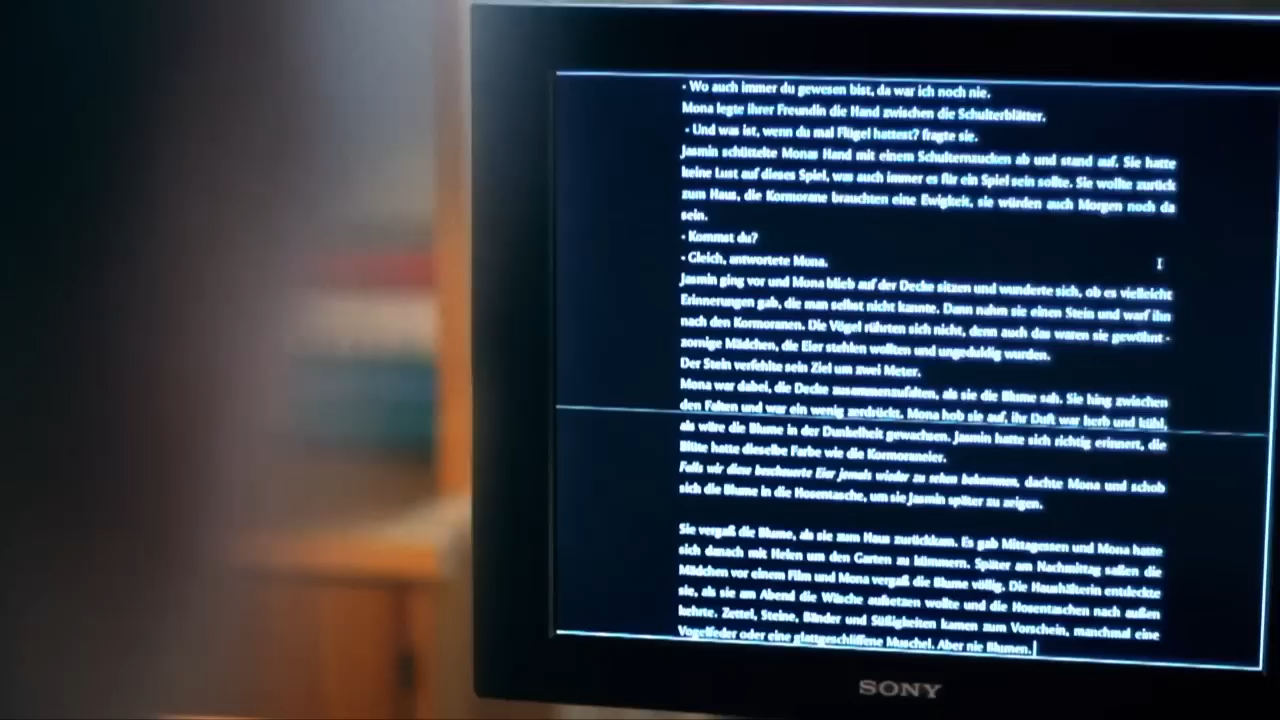 - Wo auch immer du gewesen bist, da war ich noch nie.
Mona legte ihrer Freundin die Hand zwischen die Schulterblätter.
- Und was ist, wenn du mal Flügel hattest? fragte sie.
Jasmin schüttelte Monas Hand mit einem Schulternzucken ab und stand auf. Sie hatte
keine Lust auf dieses Spiel, was auch immer es für ein Spiel sein sollte. Sie wollte zurück
zum Haus, die Kormorane brauchten eine Ewigkeit, sie würden auch Morgen noch da
sein.
- Kommst du?
- Gleich, antwortete Mona.
Jasmin ging vor und Mona blieb auf der Decke sitzen und wunderte sich, ob es vielleicht
Erinnerungen gab, die man selbst nicht kannte. Dann nahm sie einen Stein und warf ihn
nach den Kormoranen. Die Vögel rührten sich nicht, denn auch das waren sie gewöhnt -
zornige Mädchen, die Eier stehlen wollten und ungeduldig wurden.
Der Stein verfehlte sein Ziel um zwei Meter.
Mona war dabei, die Decke zusammenzufalten, als sie die Blume sah. Sie hing zwischen
den Falten und war ein wenig zerdrückt. Mona hob sie auf, ihr Duft war herb und kühl,
als wäre die Blume in der Dunkelheit gewachsen. Jasmin hatte sich richtig erinnert, die
Blüte hatte dieselbe Farbe wie die Kormoraneier.
Falls wir diese bescheuerte Eier jemals wieder zu sehen bekommen, dachte Mona und schob
sich die Blume in die Hosentasche, um sie Jasmin später zu zeigen.
Sie vergaß die Blume, als sie zum Haus zurückkam. Es gab Mittagessen und Mona hatte
sich danach mit Helen um den Garten zu kümmern. Später am Nachmittag saßen die
Mädchen vor einem Film und Mona vergaß die Blume völlig. Die Haushälterin entdeckte
sie, als sie am Abend die Wäsche aufsetzen wollte und die Hosentaschen nach außen
kehrte. Zettel, Steine, Bänder und Süßigkeiten kamen zum Vorschein, manchmal eine
Vogelfeder oder eine glattgeschliffene Muschel. Aber nie Blumen.
SONY